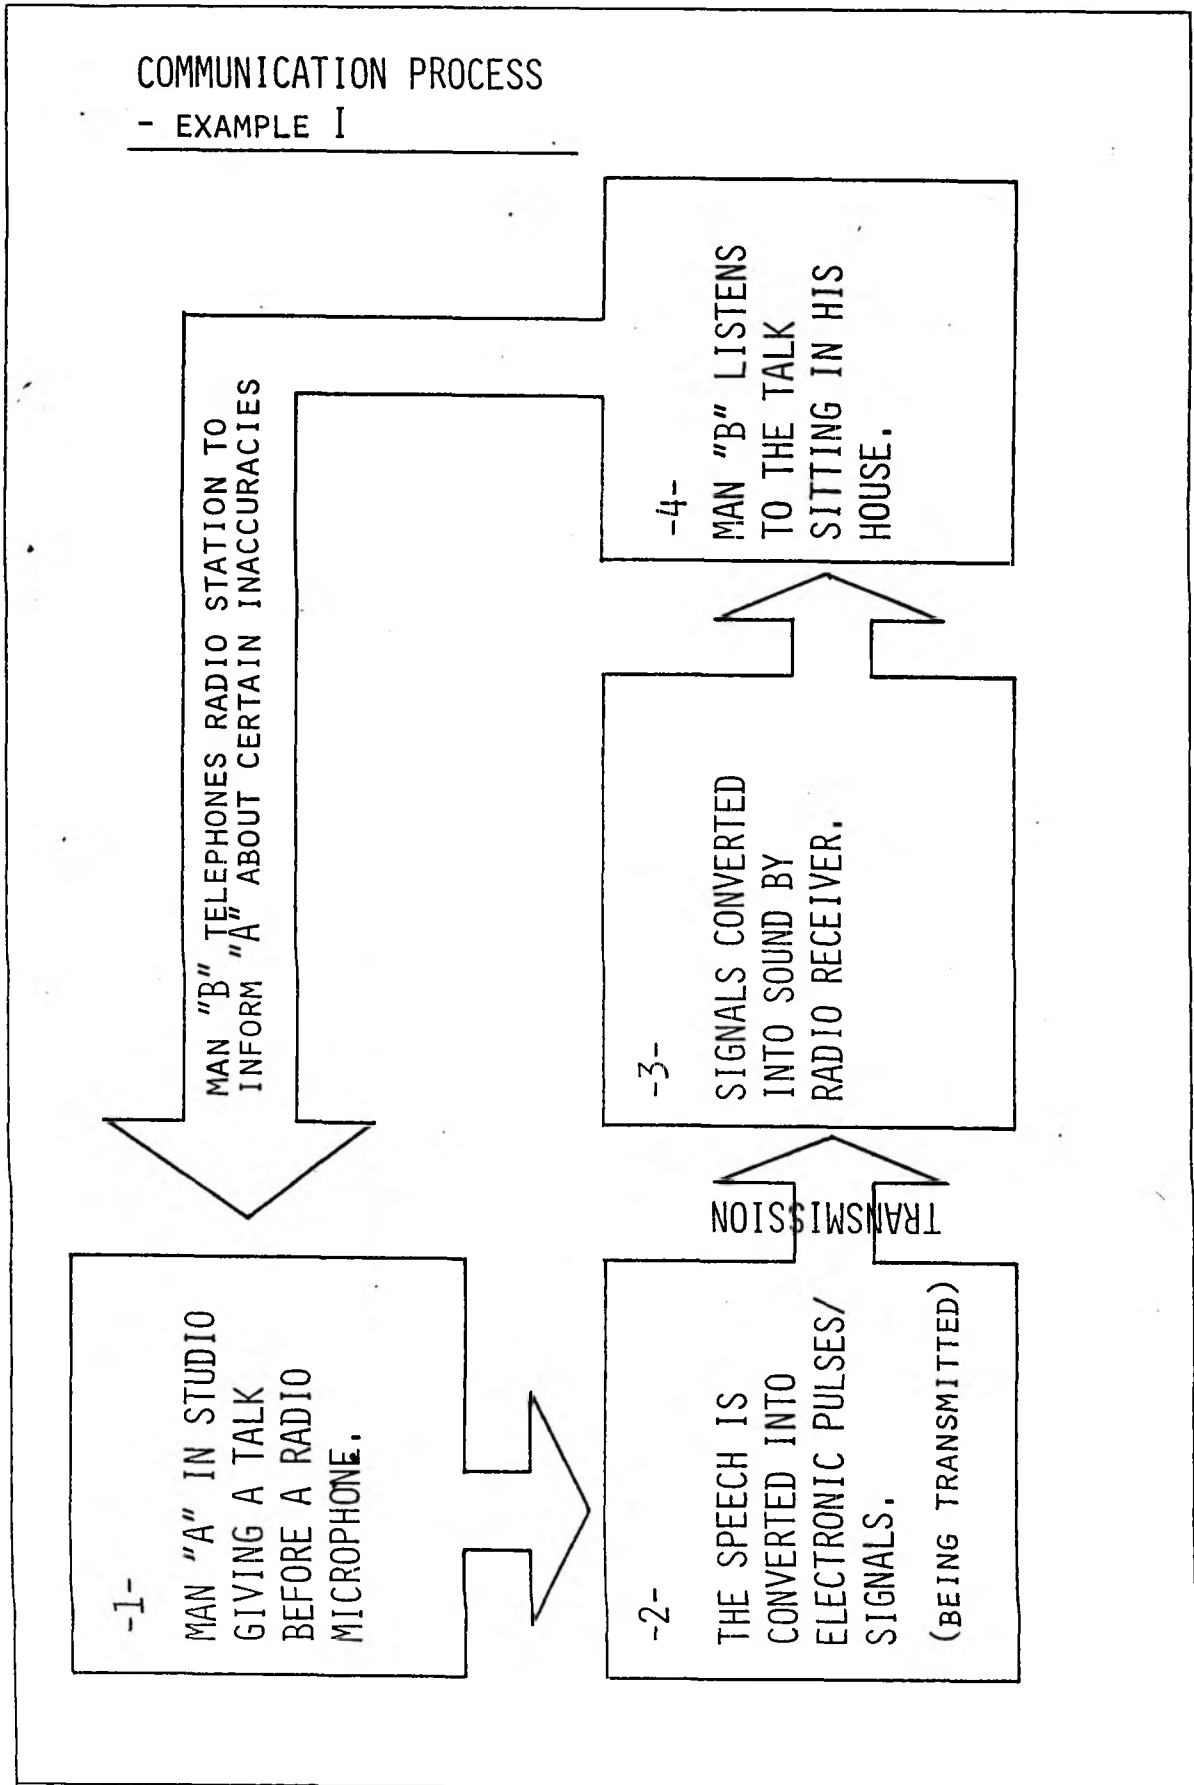 COMMUNICATION PROCESS
- EXAMPLE I
-1-
MAN "A" IN STUDIO
GIVING A TALK
BEFORE A RADIO
MICROPHONE.
-2-
THE SPEECH IS
CONVERTED INTO
ELECTRONIC PULSES/
SIGNALS.
(BEING TRANSMITTED)
TRANSMISSION
-3-
SIGNALS CONVERTED
INTO SOUND BY
RADIO RECEIVER.
-4-
MAN "B" LISTENS
TO THE TALK
SITTING IN HIS
HOUSE.
MAN "B" TELEPHONES RADIO STATION TO
INFORM "A" ABOUT CERTAIN INACCURACIES